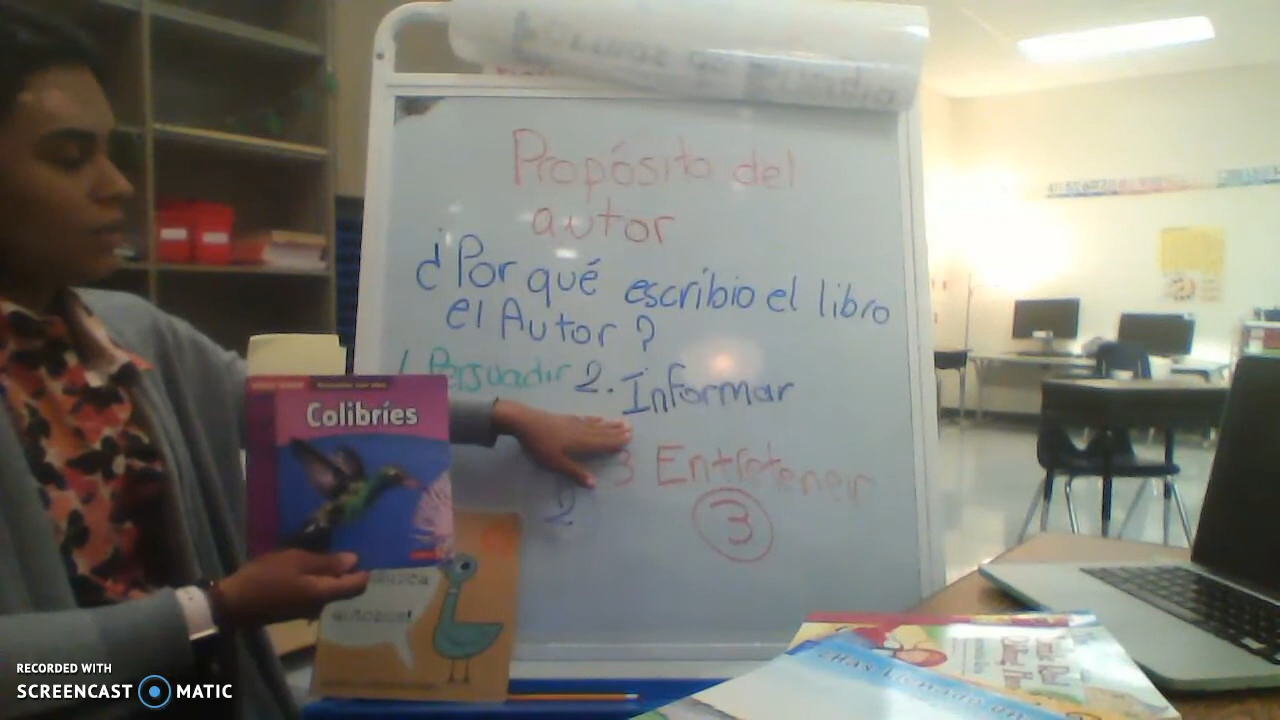 Propósito del
autor
¿Por qué escribio el libro
el Autor?
1. Persuadir 2. Informar
3 Entretener
2
3
Colibríes
RECORDED WITH
SCREENCAST MATIC